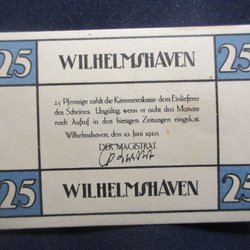 25 WILHELMSHAVEN 25
25 Pfennige zahlt die Kämmereikasse dem Einlieferer
des Scheines. Ungültig, wenn er nicht drei Monate
nach Aufruf in den hiesigen Zeitungen eingel. ist.
Wilhelmshaven, den 10. Juni 1920.
DER MAGISTRAT
25 WILHELMSHAVEN 25